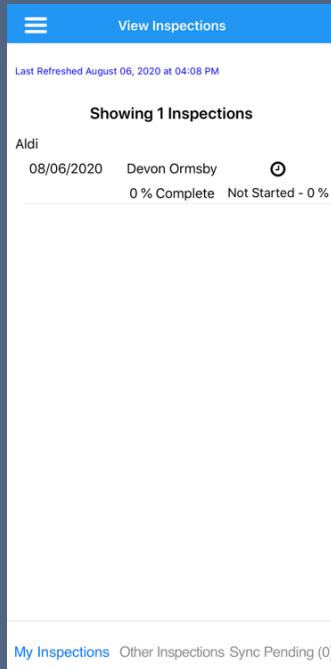 View Inspections
Last Refreshed August 06, 2020 at 04:08 PM
Showing 1 Inspections
Aldi
08/06/2020 Devon Ormsby
0 % Complete Not Started - 0 %
My Inspections Other Inspections Sync Pending (0)